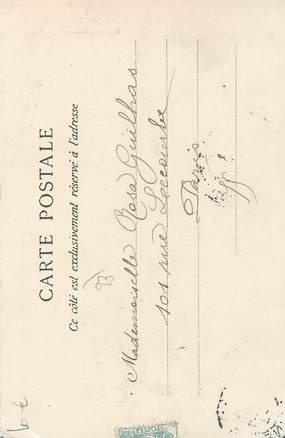 CARTE POSTALE
Ce côté est exclusivement réservé à l'adresse
Mademoiselle Rosa Guilhas
101 rue Lecourbe
Paris